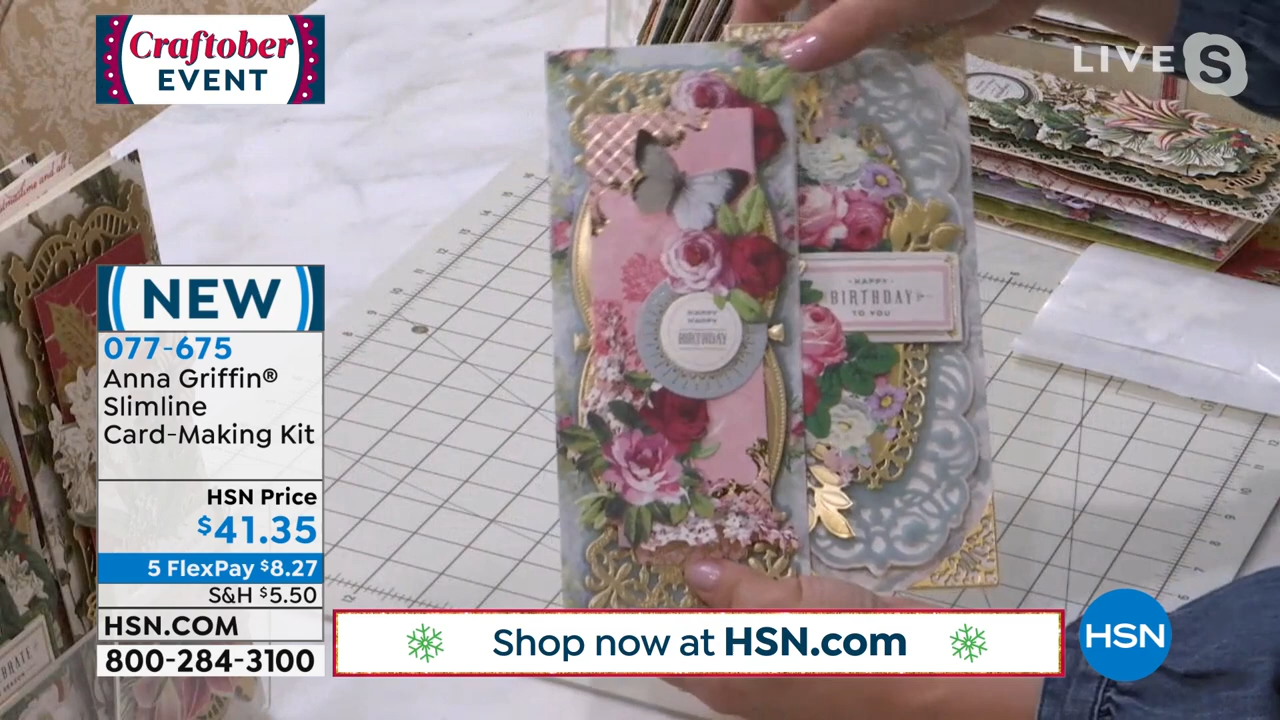 Craftober
EVENT
LIVE S
NEW
077-675
Anna Griffin®
Slimline
Card-Making Kit
HSN Price
$41.35
5 FlexPay $8.27
S&H $5.50
HSN.COM
800-284-3100
HAPPY
BIRTHDAY
TO YOU
HAPPY
HAPPY
BIRTHDAY
Shop now at HSN.com
HSN